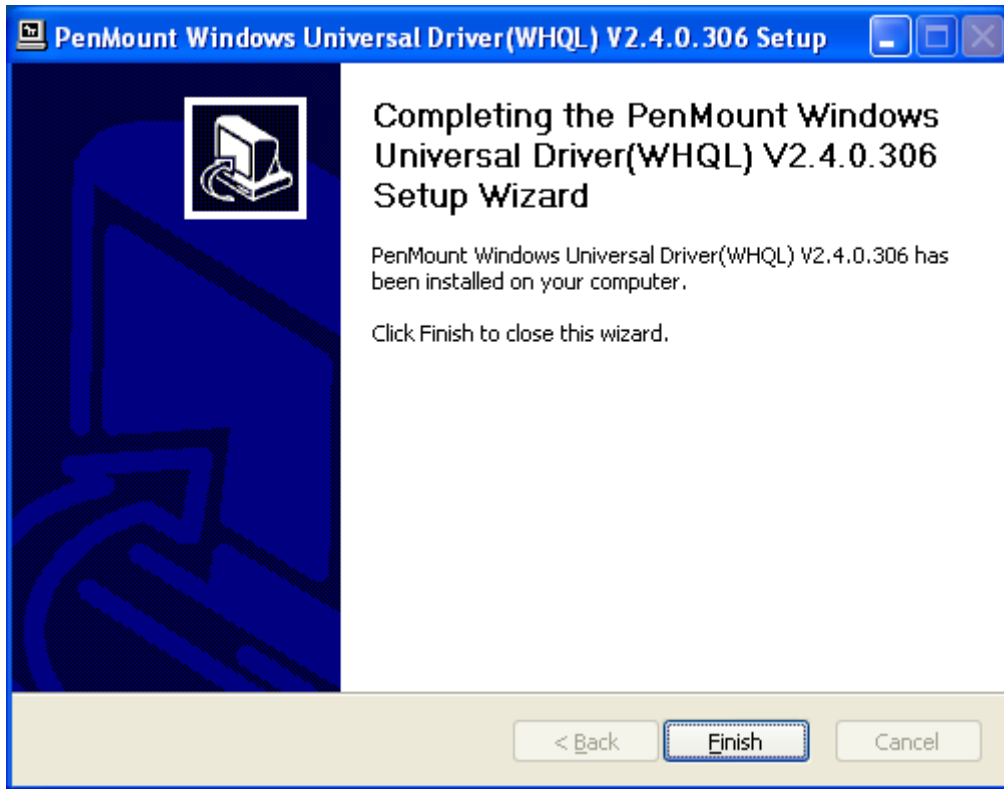 PenMount Windows Universal Driver(WHQL) V2.4.0.306 Setup
Completing the PenMount Windows
Universal Driver(WHQL) V2.4.0.306
Setup Wizard
PenMount Windows Universal Driver(WHQL) V2.4.0.306 has
been installed on your computer.
Click Finish to close this wizard.
< Back
Finish
Cancel